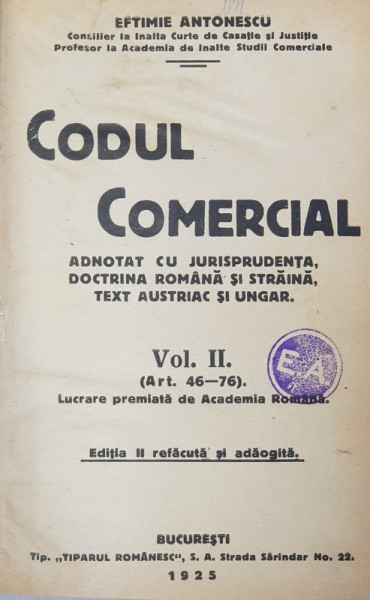 EFTIMIE ANTONESCU
Consilier la Inalta Curte de Casație și Justiție
Profesor la Academia de Inalte Studii Comerciale
CODUL
COMERCIAL
ADNOTAT CU JURISPRUDENȚA,
DOCTRINA ROMÂNĂ ȘI STRĂINĂ,
TEXT AUSTRIAC ȘI UNGAR.
Vol. II.
(Art. 46—76).
EA
Lucrare premiată de Academia Română.
Ediția II refăcută și adăogită.
BUCUREȘTI
Tip. „TIPARUL ROMÂNESC“, S. A. Strada Sărindar No. 22.
1925